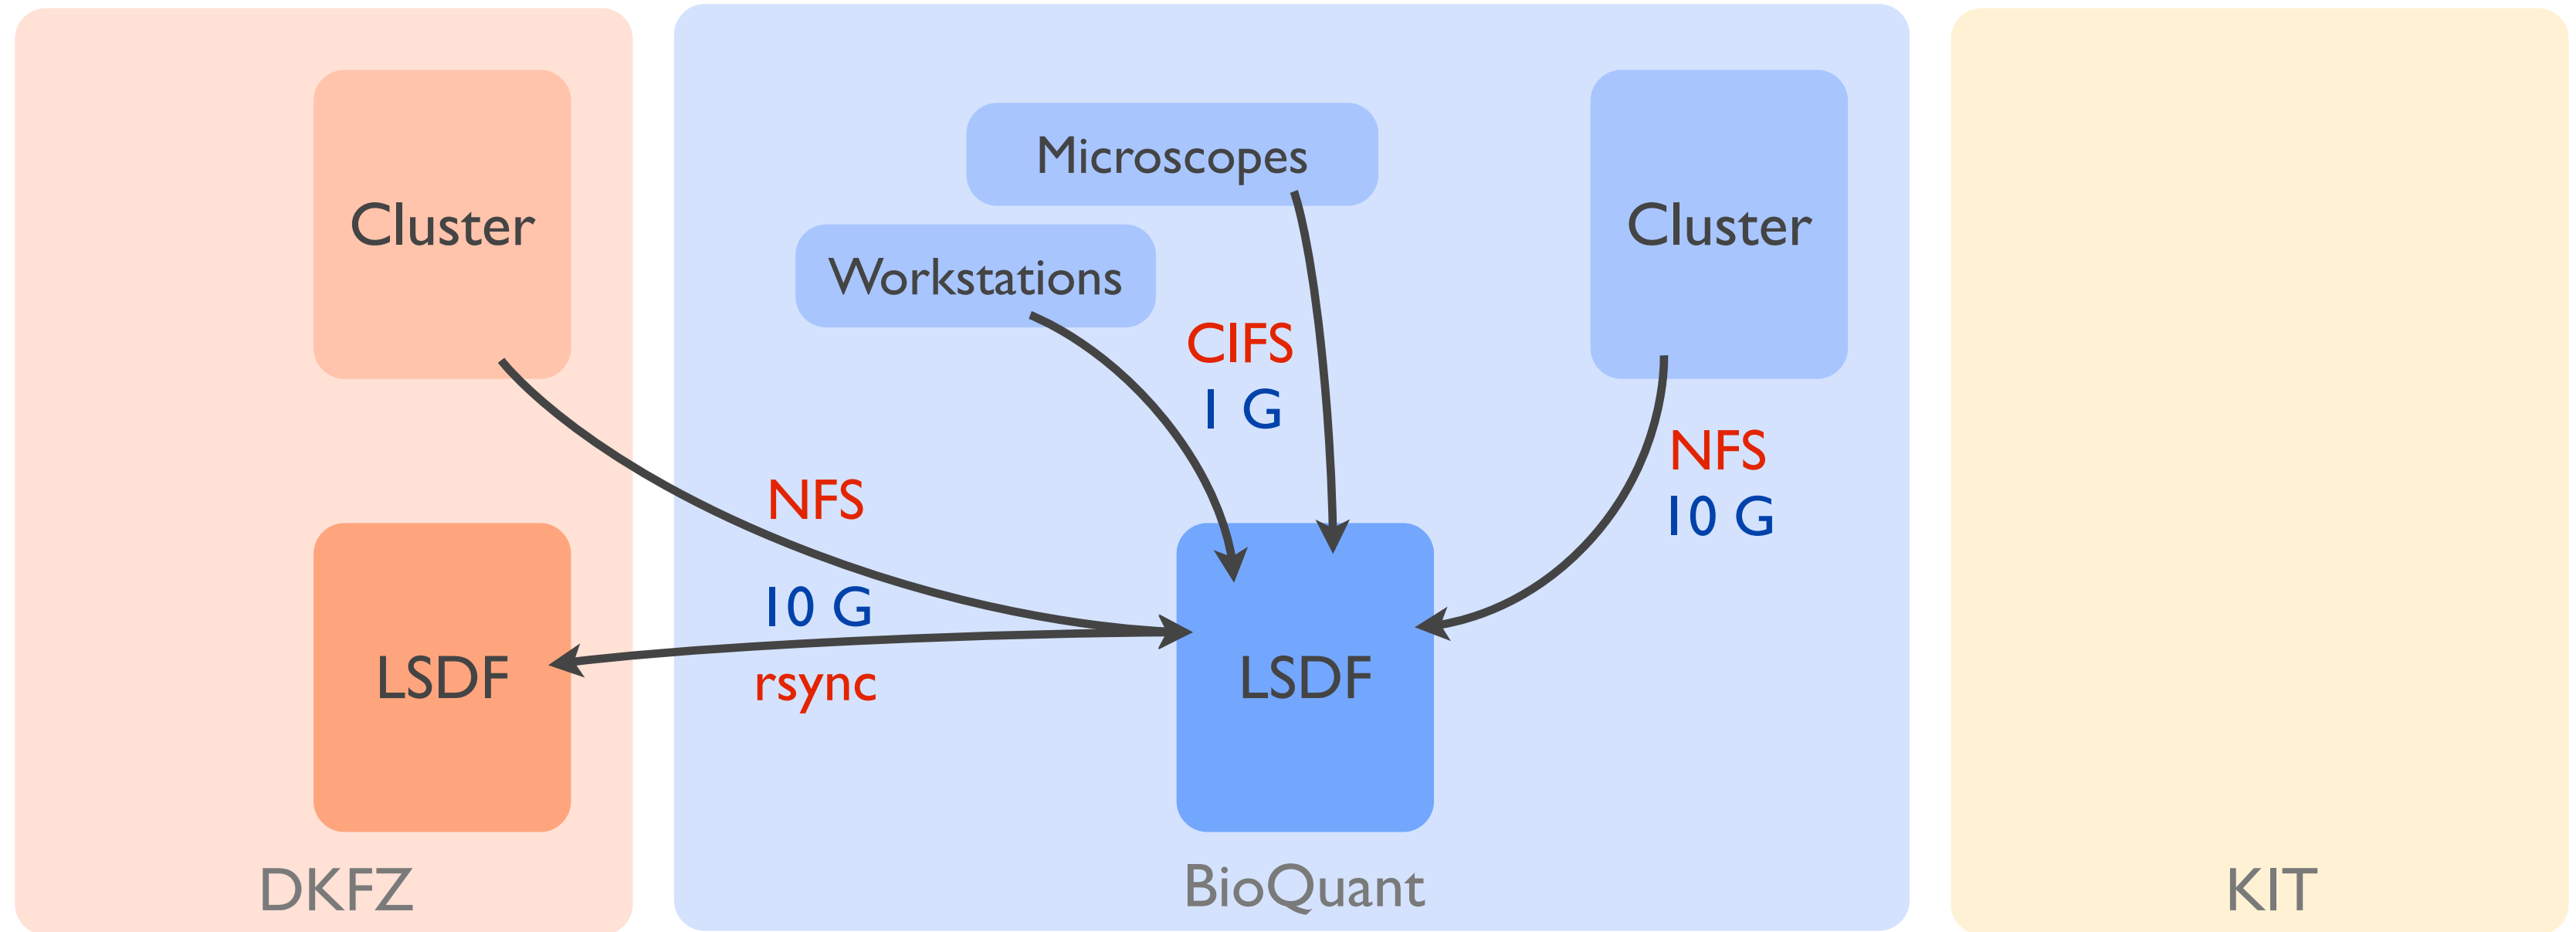 Cluster
LSDF
DKFZ
Microscopes
Workstations
CIFS
1 G
Cluster
NFS
10 G
NFS
10 G
rsync
LSDF
BioQuant
KIT